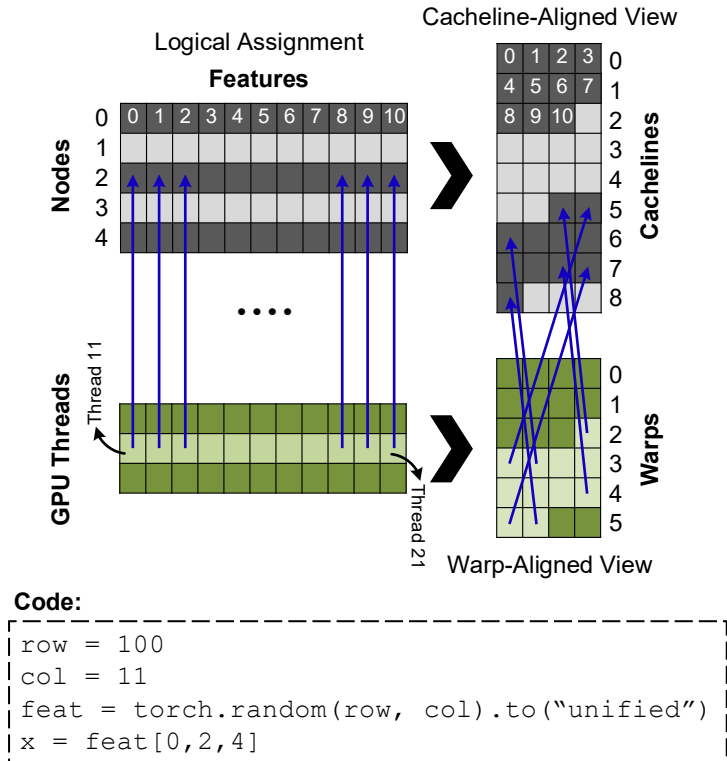 Cacheline-Aligned View
Logical Assignment
Features
Nodes
0 1 2 3 4 5 6 7 8 9 10
0
1
2
3
4
0 1 2 3
4 5 6 7
8 9 10
0
1
2
3
4
5
6
7
8
Cachelines
....
Thread 11
GPU Threads
Thread 21
0
1
2
3
4
5
Warps
Warp-Aligned View
Code:
row = 100
col = 11
feat = torch.random(row, col).to(“unified”)
x = feat[0,2,4]